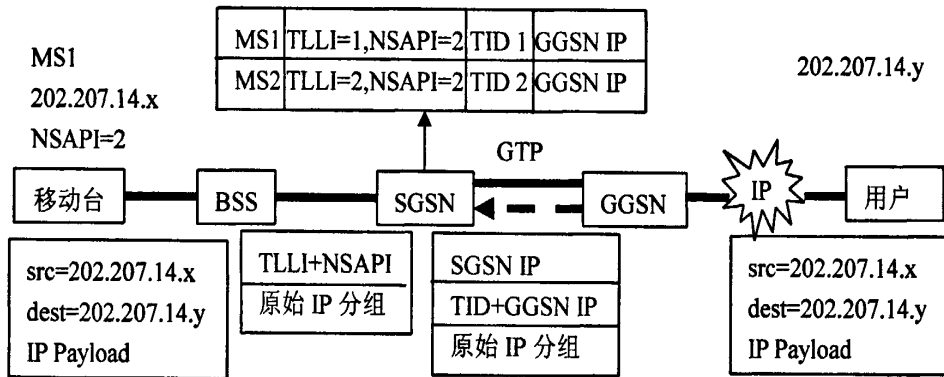 MS1 TLLI=1,NSAPI=2 TID 1 GGSN IP
MS2 TLLI=2,NSAPI=2 TID 2 GGSN IP
MS1
202.207.14.x
NSAPI=2
202.207.14.y
GTP
移动台
BSS
SGSN
GGSN
IP
用户
src=202.207.14.x
dest=202.207.14.y
IP Payload
TLLI+NSAPI
原始 IP 分组
SGSN IP
TID+GGSN IP
原始 IP 分组
src=202.207.14.x
dest=202.207.14.y
IP Payload